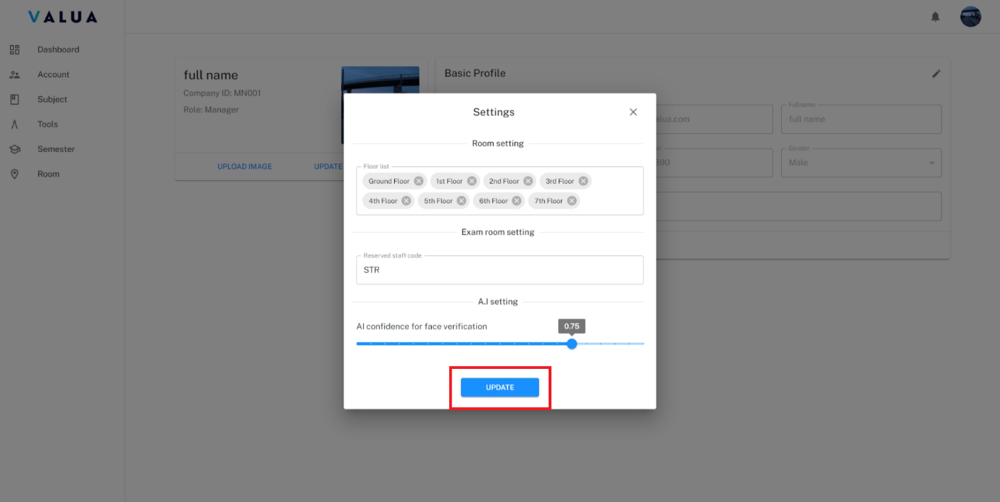 VALUA
Dashboard
Account
Subject
Tools
Semester
Room
full name
Company ID: MN001
Role: Manager
UPLOAD IMAGE
UPDATE
Basic Profile
alua.com
Fullname
full name
390
Gender
Male
Settings
Room setting
Floor list
Ground Floor 1st Floor 2nd Floor 3rd Floor
4th Floor 5th Floor 6th Floor 7th Floor
Exam room setting
Reserved staff code
STR
A.I setting
AI confidence for face verification
0.75
UPDATE